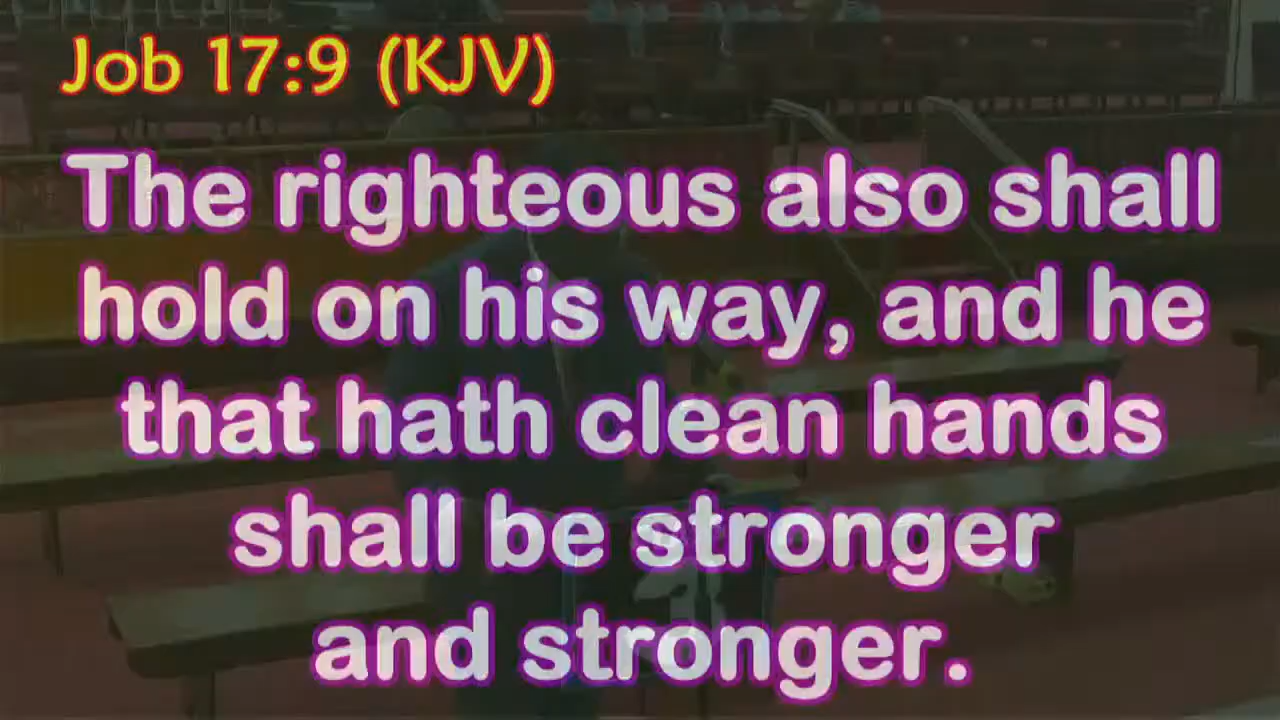 Job 17:9 (KJV)
The righteous also shall
hold on his way, and he
that hath clean hands
shall be stronger
and stronger.